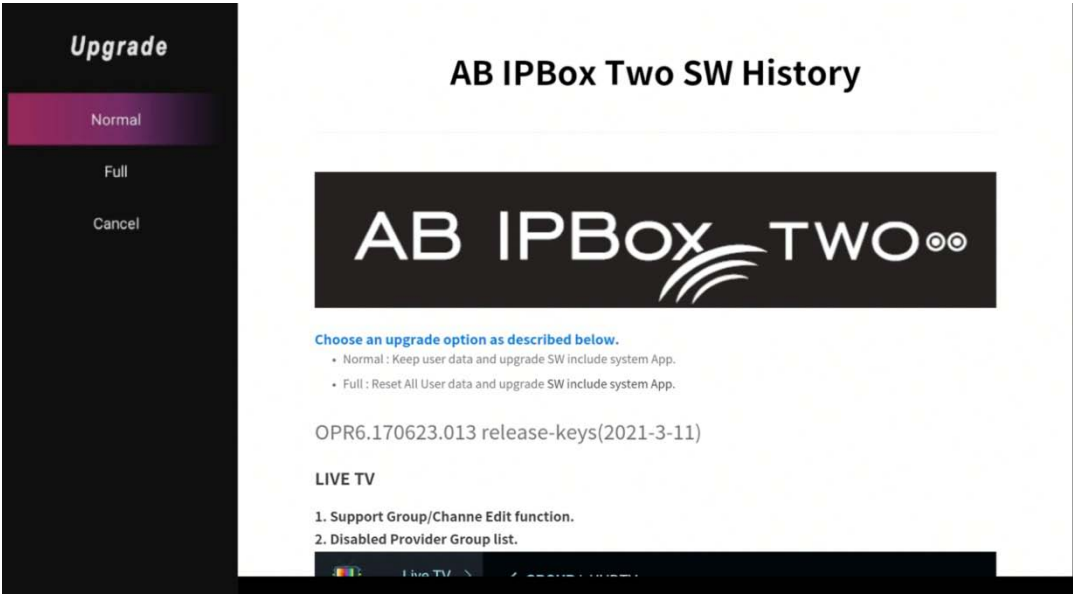 Upgrade
Normal
Full
Cancel
AB IPBox Two SW History
AB IPBox TWO
Choose an upgrade option as described below.
• Normal : Keep user data and upgrade SW include system App.
• Full : Reset All User data and upgrade SW include system App.
OPR6.170623.013 release-keys(2021-3-11)
LIVE TV
1. Support Group/Channe Edit function.
2. Disabled Provider Group list.
Live TV >